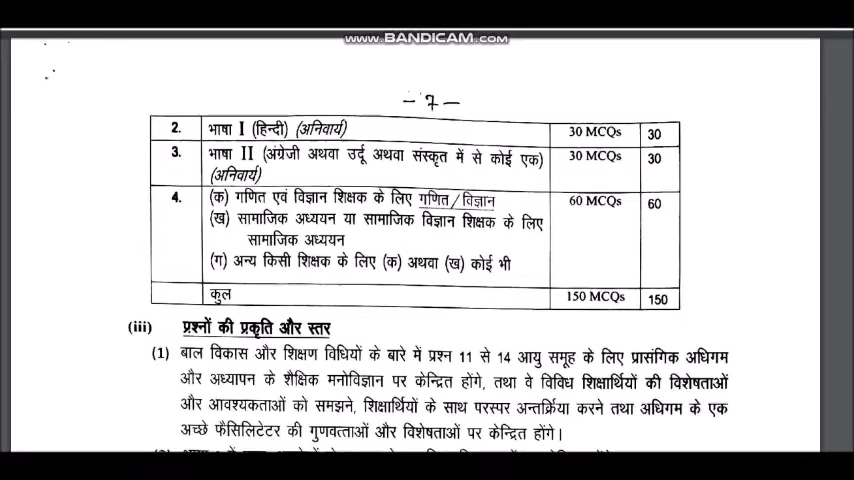 www.BANDICAM.com
- 7 -
2. भाषा I (हिन्दी) (अनिवार्य) 30 MCQs 30
3. भाषा II (अंग्रेजी अथवा उर्दू अथवा संस्कृत में से कोई एक) 30 MCQs 30
(अनिवार्य)
4. (क) गणित एवं विज्ञान शिक्षक के लिए गणित/विज्ञान 60 MCQs 60
(ख) सामाजिक अध्ययन या सामाजिक विज्ञान शिक्षक के लिए
सामाजिक अध्ययन
(ग) अन्य किसी शिक्षक के लिए (क) अथवा (ख) कोई भी
कुल 150 MCQs 150
(iii) प्रश्नों की प्रकृति और स्तर
(1) बाल विकास और शिक्षण विधियों के बारे में प्रश्न 11 से 14 आयु समूह के लिए प्रासंगिक अधिगम
और अध्यापन के शैक्षिक मनोविज्ञान पर केन्द्रित होंगे, तथा वे विविध शिक्षार्थियों की विशेषताओं
और आवश्यकताओं को समझने, शिक्षार्थियों के साथ परस्पर अन्तर्क्रिया करने तथा अधिगम के एक
अच्छे फैसिलिटेटर की गुणवत्ताओं और विशेषताओं पर केन्द्रित होंगे।